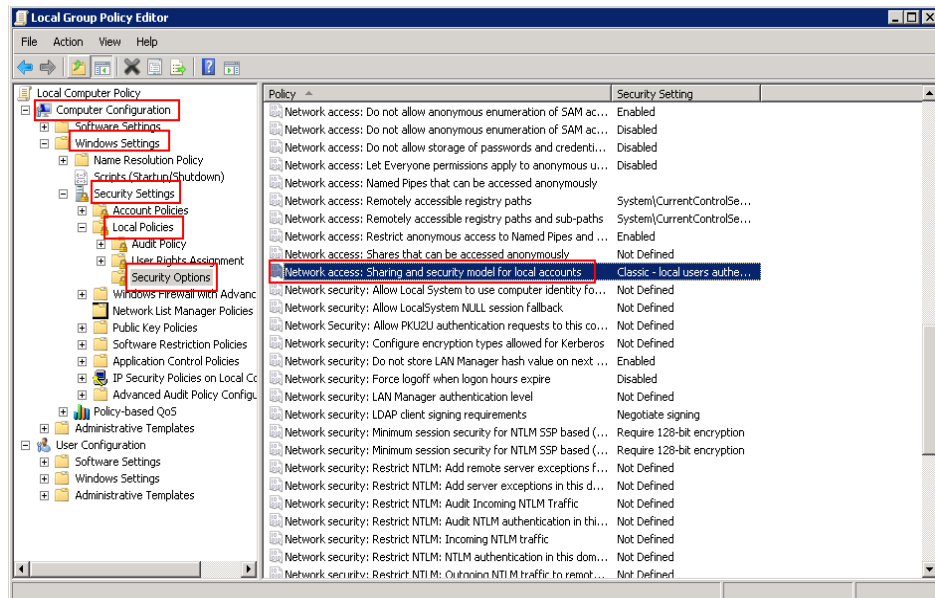 Local Group Policy Editor
File Action View Help
Local Computer Policy
Computer Configuration
Software Settings
Windows Settings
Name Resolution Policy
Scripts (Startup/Shutdown)
Security Settings
Account Policies
Local Policies
Audit Policy
User Rights Assignment
Security Options
Windows Firewall with Advanc
Network List Manager Policies
Public Key Policies
Software Restriction Policies
Application Control Policies
IP Security Policies on Local Co
Advanced Audit Policy Configu
Policy-based QoS
Administrative Templates
User Configuration
Software Settings
Windows Settings
Administrative Templates
Policy Security Setting
Network access: Do not allow anonymous enumeration of SAM ac... Enabled
Network access: Do not allow anonymous enumeration of SAM ac... Disabled
Network access: Do not allow storage of passwords and credenti... Disabled
Network access: Let Everyone permissions apply to anonymous u... Disabled
Network access: Named Pipes that can be accessed anonymously
Network access: Remotely accessible registry paths System\CurrentControlSe...
Network access: Remotely accessible registry paths and sub-paths System\CurrentControlSe...
Network access: Restrict anonymous access to Named Pipes and ... Enabled
Network access: Shares that can be accessed anonymously Not Defined
Network access: Sharing and security model for local accounts Classic - local users authe...
Network security: Allow Local System to use computer identity fo... Not Defined
Network security: Allow LocalSystem NULL session fallback Not Defined
Network Security: Allow PKU2U authentication requests to this co... Not Defined
Network security: Configure encryption types allowed for Kerberos Not Defined
Network security: Do not store LAN Manager hash value on next ... Enabled
Network security: Force logoff when logon hours expire Disabled
Network security: LAN Manager authentication level Not Defined
Network security: LDAP client signing requirements Negotiate signing
Network security: Minimum session security for NTLM SSP based (... Require 128-bit encryption
Network security: Minimum session security for NTLM SSP based (... Require 128-bit encryption
Network security: Restrict NTLM: Add remote server exceptions f... Not Defined
Network security: Restrict NTLM: Add server exceptions in this d... Not Defined
Network security: Restrict NTLM: Audit Incoming NTLM Traffic Not Defined
Network security: Restrict NTLM: Audit NTLM authentication in thi... Not Defined
Network security: Restrict NTLM: Incoming NTLM traffic Not Defined
Network security: Restrict NTLM: NTLM authentication in this dom... Not Defined
Network security: Restrict NTLM: Outgoing NTLM traffic to remot... Not Defined